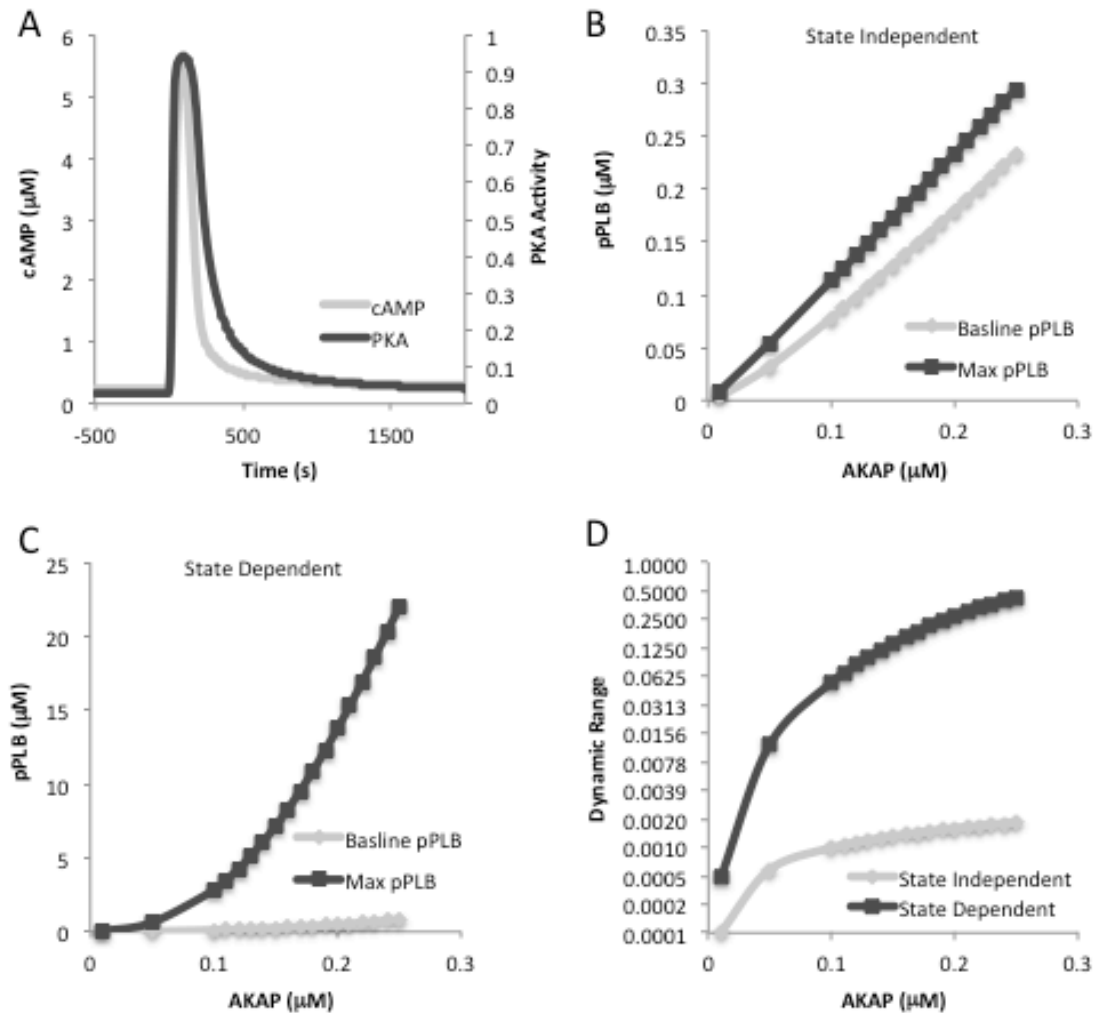 A
cAMP (µM)
6
5
4
3
2
1
0
-500
500
1500
Time (s)
1
0.9
0.8
0.7
0.6
0.5
0.4
0.3
0.2
0.1
0
PKA Activity
cAMP
PKA
B
State Independent
pPLB (µM)
0.35
0.3
0.25
0.2
0.15
0.1
0.05
0
0
0.1
0.2
0.3
AKAP (µM)
Basline pPLB
Max pPLB
C
State Dependent
pPLB (µM)
25
20
15
10
5
0
0
0.1
0.2
0.3
AKAP (µM)
Basline pPLB
Max pPLB
D
Dynamic Range
1.0000
0.5000
0.2500
0.1250
0.0625
0.0313
0.0156
0.0078
0.0039
0.0020
0.0010
0.0005
0.0002
0.0001
0
0.1
0.2
0.3
AKAP (µM)
State Independent
State Dependent